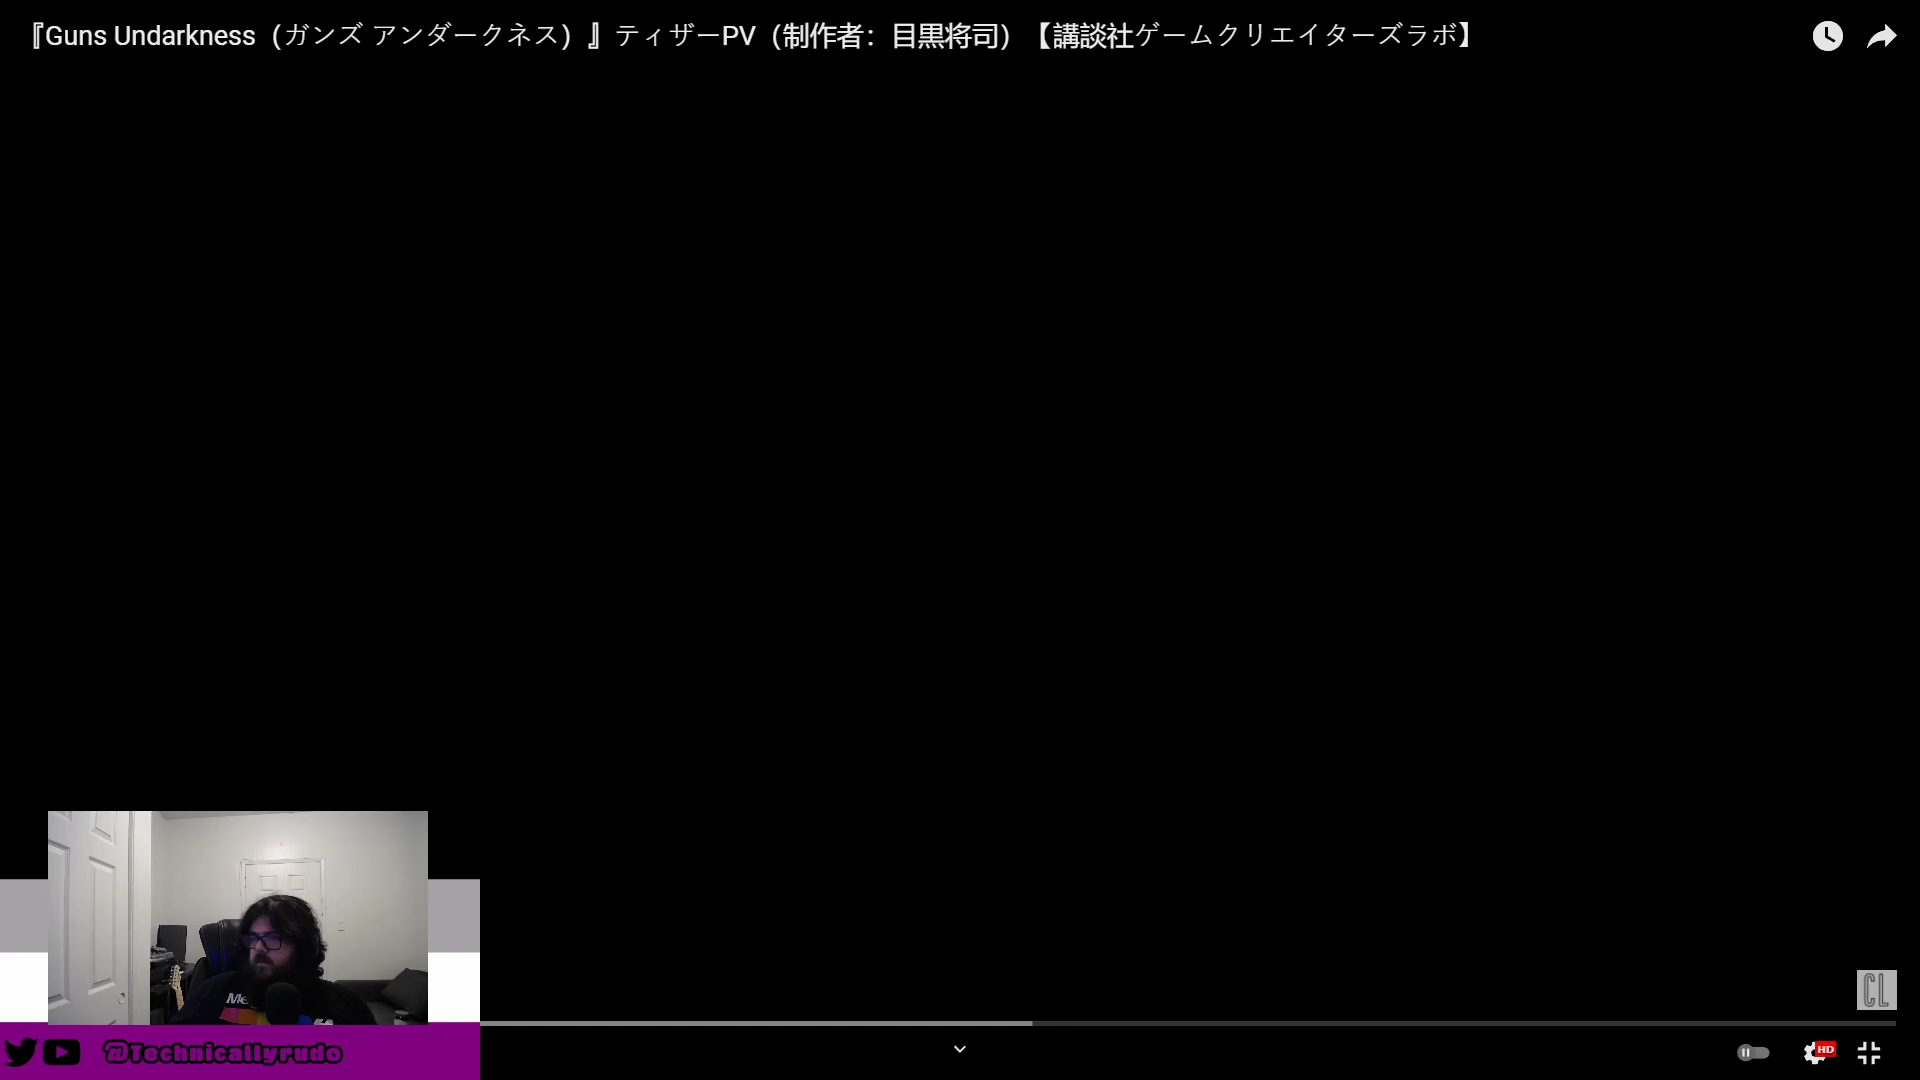 『Guns Undarkness（ガンズ アンダークネス）』ティザーPV（制作者：目黒将司）【講談社ゲームクリエイターズラボ】
CL
HD
@Technicallyrudo